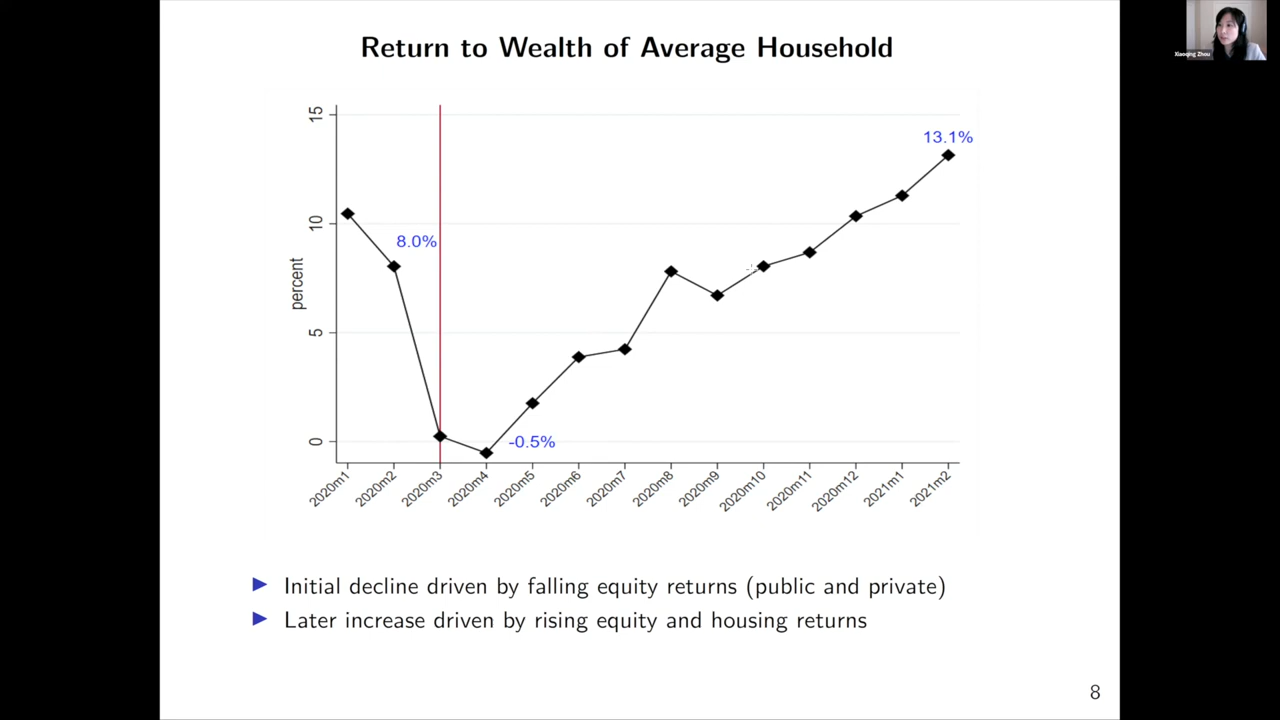 Return to Wealth of Average Household
Xiaoqing Zhou
15
10
5
0
percent
8.0%
-0.5%
13.1%
2020m1
2020m2
2020m3
2020m4
2020m5
2020m6
2020m7
2020m8
2020m9
2020m10
2020m11
2020m12
2021m1
2021m2
▶ Initial decline driven by falling equity returns (public and private)
▶ Later increase driven by rising equity and housing returns
8